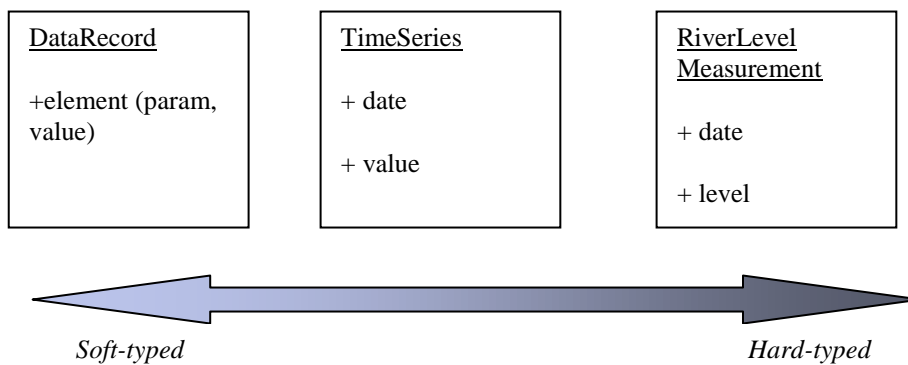 DataRecord
+element (param,
value)
TimeSeries
+ date
+ value
RiverLevel
Measurement
+ date
+ level
Soft-typed
Hard-typed